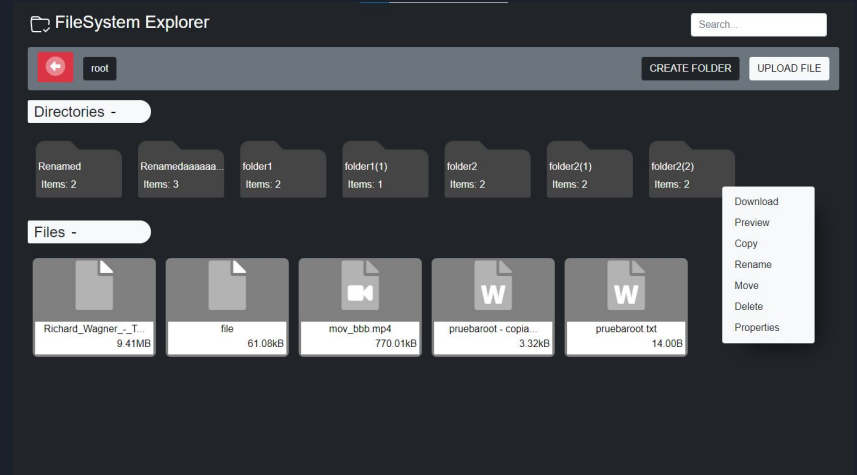 FileSystem Explorer
Search...
root
CREATE FOLDER
UPLOAD FILE
Directories -
Renamed
Items: 2
Renamedaaaaaa...
Items: 3
folder1
Items: 2
folder1(1)
Items: 1
folder2
Items: 2
folder2(1)
Items: 2
folder2(2)
Items: 2
Download
Preview
Copy
Rename
Move
Delete
Properties
Files -
Richard_Wagner_-_T...
9.41MB
file
61.08kB
mov_bbb.mp4
770.01kB
W
pruebaroot - copia...
3.32kB
W
pruebaroot.txt
14.00B